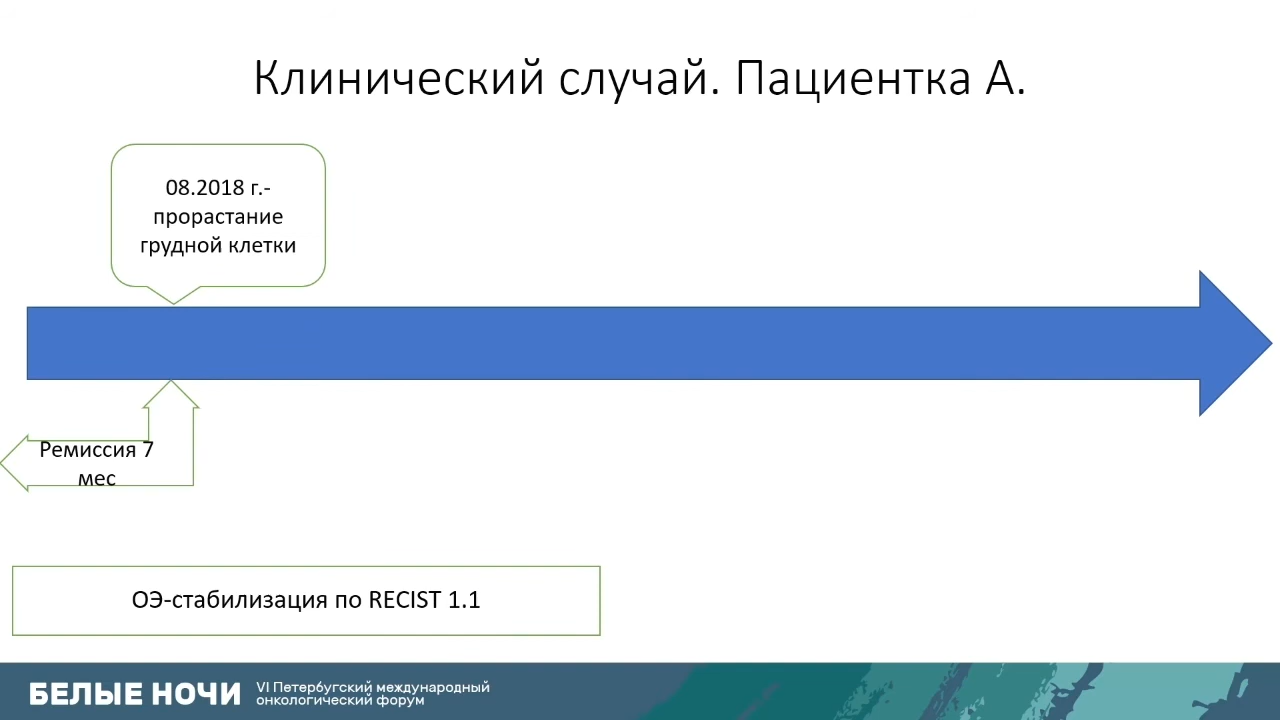 Клинический случай. Пациентка А.
08.2018 г.-
прорастание
грудной клетки
Ремиссия 7
мес
ОЭ-стабилизация по RECIST 1.1
БЕЛЫЕ НОЧИ
VI Петербургский международный
онкологический форум